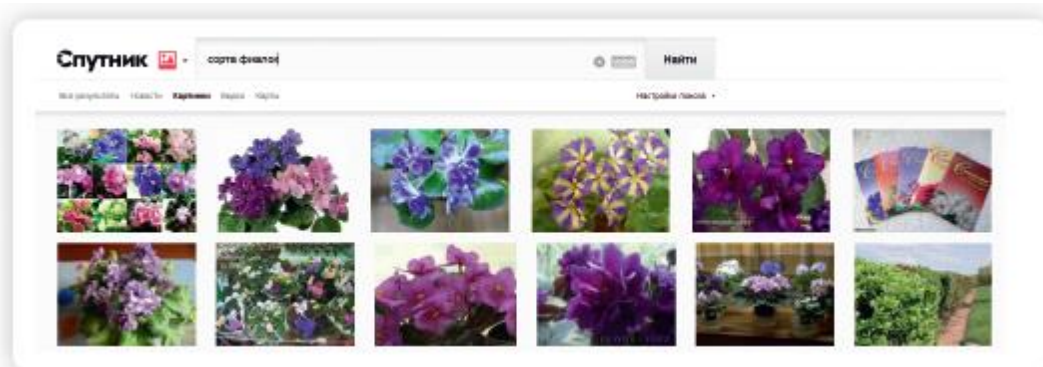 Спутник сорта фиалок Найти
Все результаты Новости Картинки Видео Карты Настройки поиска